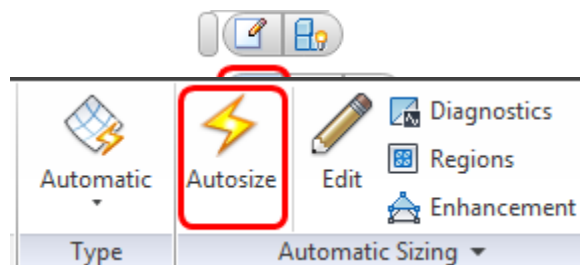 Automatic
Autosize
Edit
Diagnostics
Regions
Enhancement
Type
Automatic Sizing